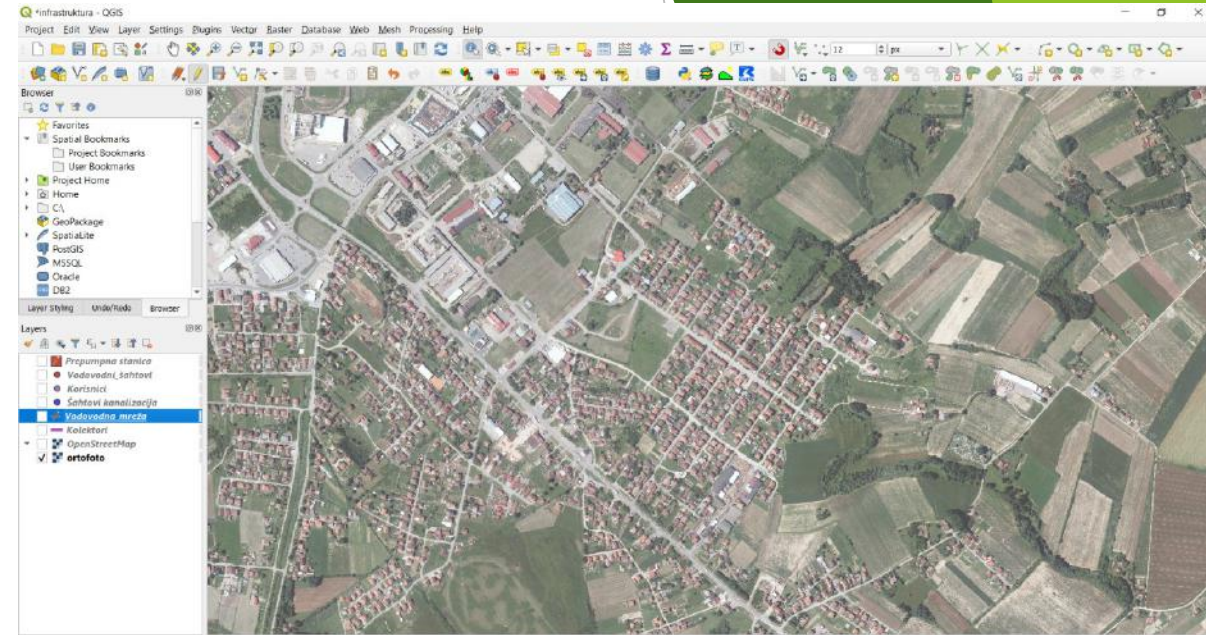 *infrastruktura - QGIS
Project Edit View Layer Settings Plugins Vector Raster Database Web Mesh Processing Help
12 px
Browser
Favorites
Spatial Bookmarks
Project Bookmarks
User Bookmarks
Project Home
Home
C:\
GeoPackage
SpatiaLite
PostGIS
MSSQL
Oracle
DB2
Layer Styling Undo/Redo Browser
Layers
Prepumpna stanica
Vodovodni_šahtovi
Korisnici
Šahtovi kanalizacija
Vodovodna_mreža
Kolektori
OpenStreetMap
ortofoto